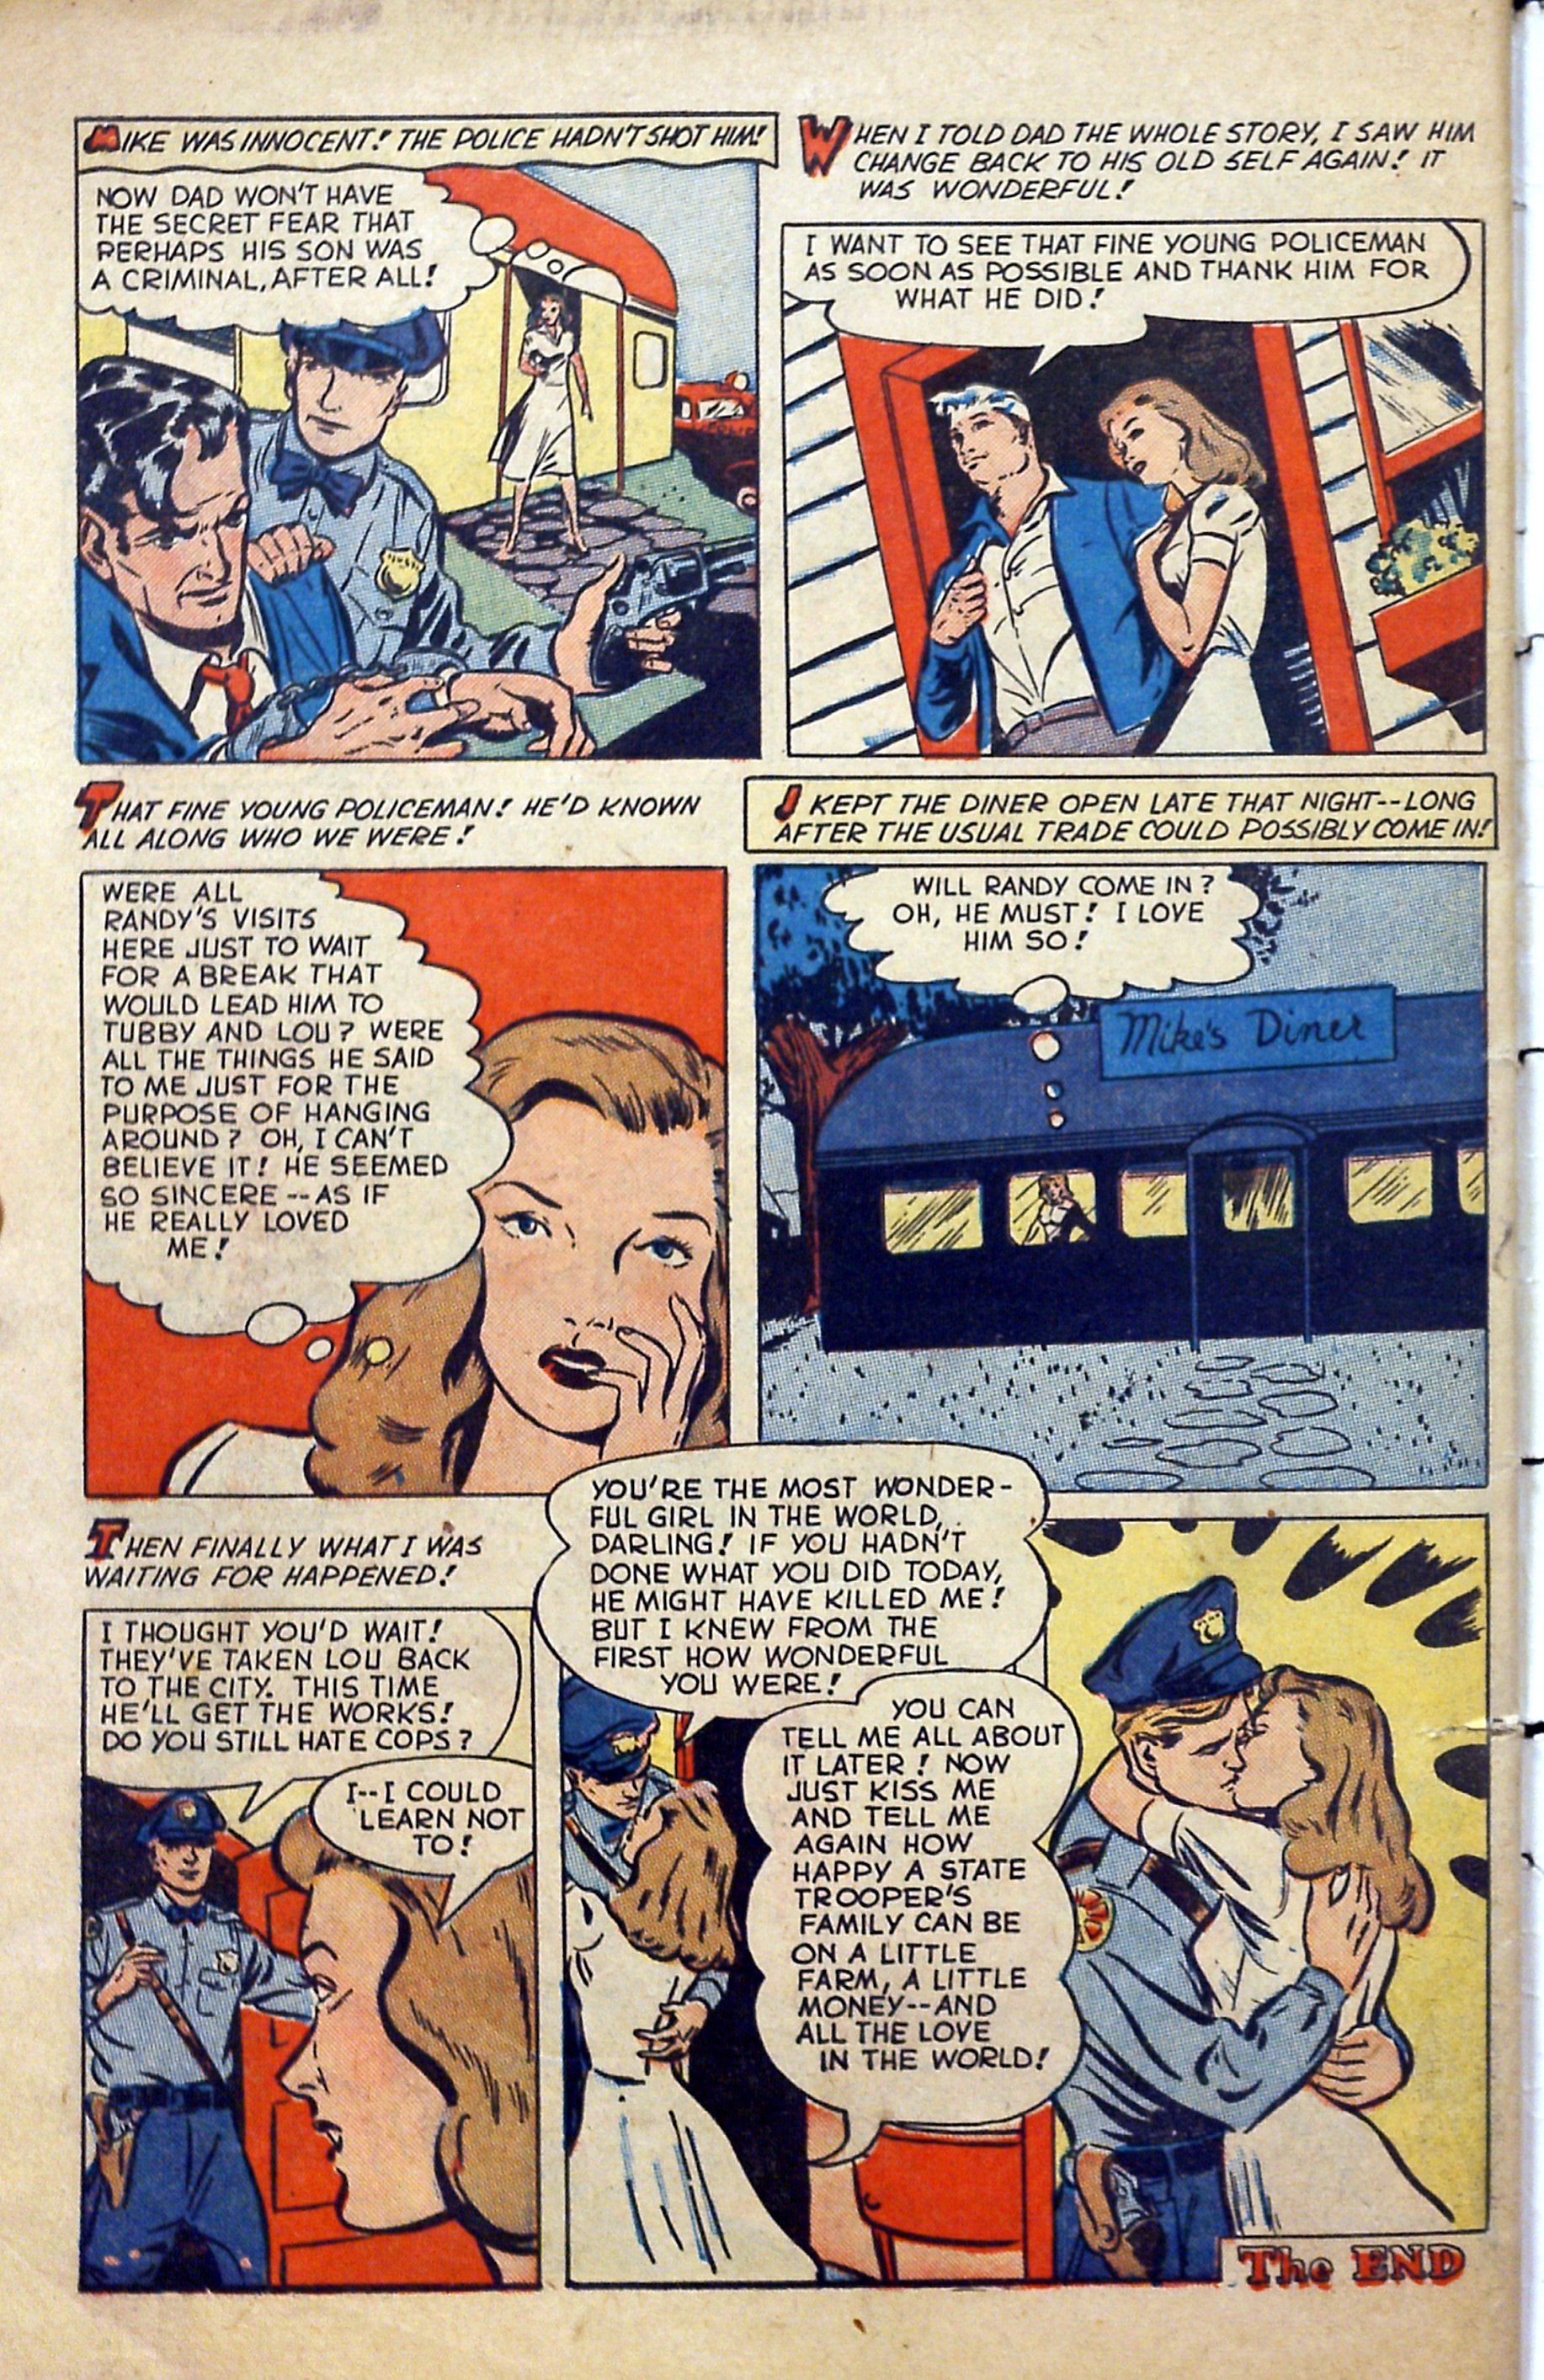 MIKE WAS INNOCENT! THE POLICE HADN'T SHOT HIM!
NOW DAD WON'T HAVE
THE SECRET FEAR THAT
PERHAPS HIS SON WAS
A CRIMINAL, AFTER ALL!
WHEN I TOLD DAD THE WHOLE STORY, I SAW HIM
CHANGE BACK TO HIS OLD SELF AGAIN! IT
WAS WONDERFUL!
I WANT TO SEE THAT FINE YOUNG POLICEMAN
AS SOON AS POSSIBLE AND THANK HIM FOR
WHAT HE DID!
THAT FINE YOUNG POLICEMAN! HE'D KNOWN
ALL ALONG WHO WE WERE!
WERE ALL
RANDY'S VISITS
HERE JUST TO WAIT
FOR A BREAK THAT
WOULD LEAD HIM TO
TUBBY AND LOU? WERE
ALL THE THINGS HE SAID
TO ME JUST FOR THE
PURPOSE OF HANGING
AROUND? OH, I CAN'T
BELIEVE IT! HE SEEMED
SO SINCERE -- AS IF
HE REALLY LOVED
ME!
I KEPT THE DINER OPEN LATE THAT NIGHT--LONG
AFTER THE USUAL TRADE COULD POSSIBLY COME IN!
WILL RANDY COME IN?
OH, HE MUST! I LOVE
HIM SO!
Mike's Diner
THEN FINALLY WHAT I WAS
WAITING FOR HAPPENED!
I THOUGHT YOU'D WAIT!
THEY'VE TAKEN LOU BACK
TO THE CITY. THIS TIME
HE'LL GET THE WORKS!
DO YOU STILL HATE COPS?
I--I COULD
LEARN NOT
TO!
YOU'RE THE MOST WONDER-
FUL GIRL IN THE WORLD,
DARLING! IF YOU HADN'T
DONE WHAT YOU DID TODAY,
HE MIGHT HAVE KILLED ME!
BUT I KNEW FROM THE
FIRST HOW WONDERFUL
YOU WERE!
YOU CAN
TELL ME ALL ABOUT
IT LATER! NOW
JUST KISS ME
AND TELL ME
AGAIN HOW
HAPPY A STATE
TROOPER'S
FAMILY CAN BE
ON A LITTLE
FARM, A LITTLE
MONEY--AND
ALL THE LOVE
IN THE WORLD!
The END